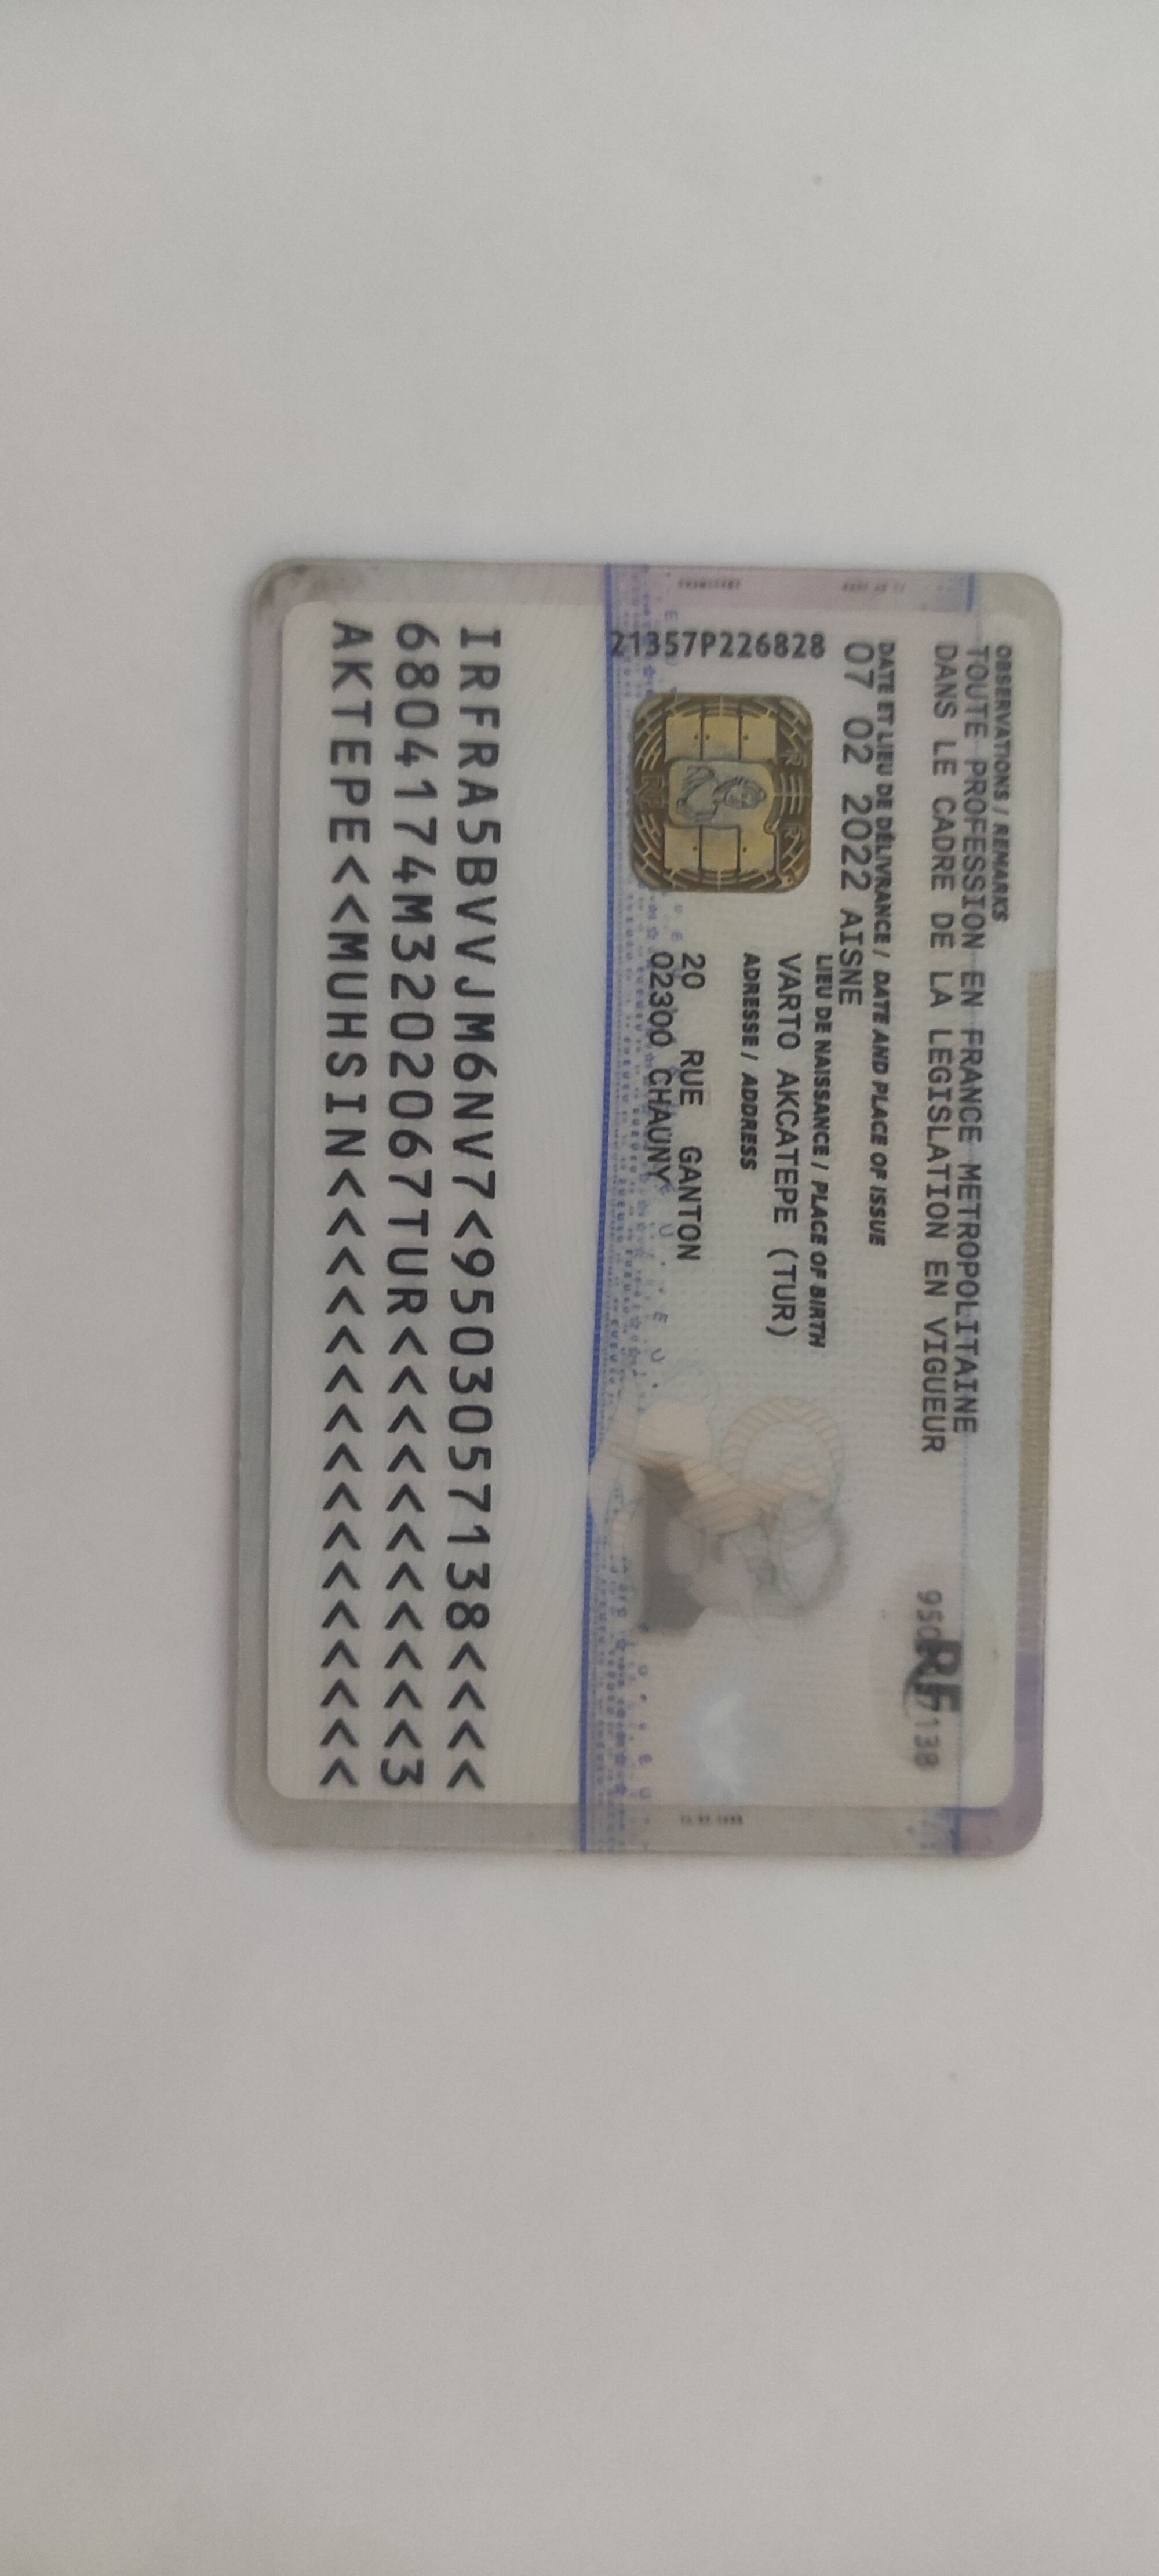 OBSERVATIONS / REMARKS
TOUTE PROFESSION EN FRANCE METROPOLITAINE
DANS LE CADRE DE LA LEGISLATION EN VIGUEUR
RF
DATE ET LIEU DE DÉLIVRANCE / DATE AND PLACE OF ISSUE
07 02 2022 AISNE
LIEU DE NAISSANCE / PLACE OF BIRTH
VARTO AKCATEPE (TUR)
ADRESSE / ADDRESS
20 RUE GANTON
02300 CHAUNY
21357P226828
IRFRA5BVVJM6NV7<9503057138<<<<
6804174M3202067TUR<<<<<<<<<<<3
AKTEPE<<MUHSIN<<<<<<<<<<<<<<<<